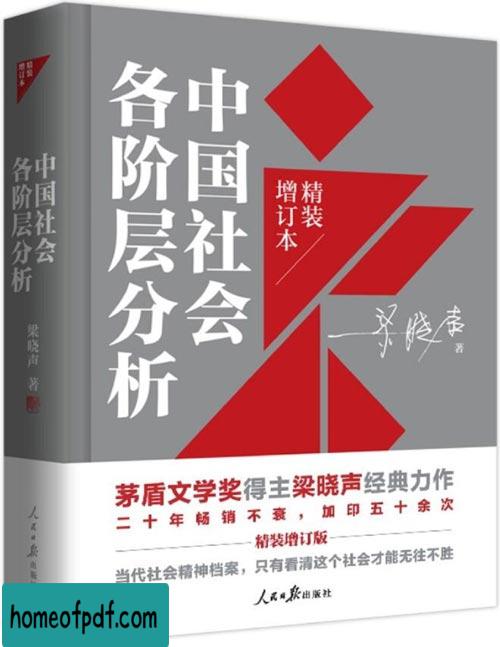 精装
增订本
中国社会
各阶层分析
梁晓声 著
中国社会
各阶层分析
精装
增订本
梁晓声
著
茅盾文学奖得主梁晓声经典力作
二十年畅销不衰，加印五十余次
精装增订版
当代社会精神档案，只有看清这个社会才能无往不胜
人民日报出版社
homeofpdf.com